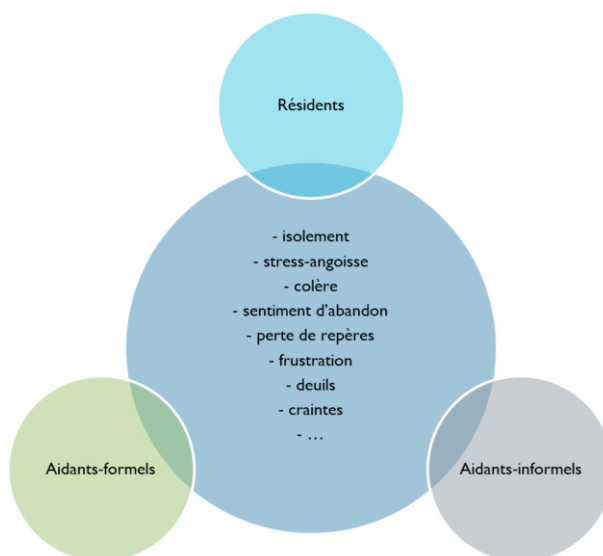 Résidents
- isolement
- stress-angoisse
- colère
- sentiment d'abandon
- perte de repères
- frustration
- deuils
- craintes
- ...
Aidants-formels
Aidants-informels